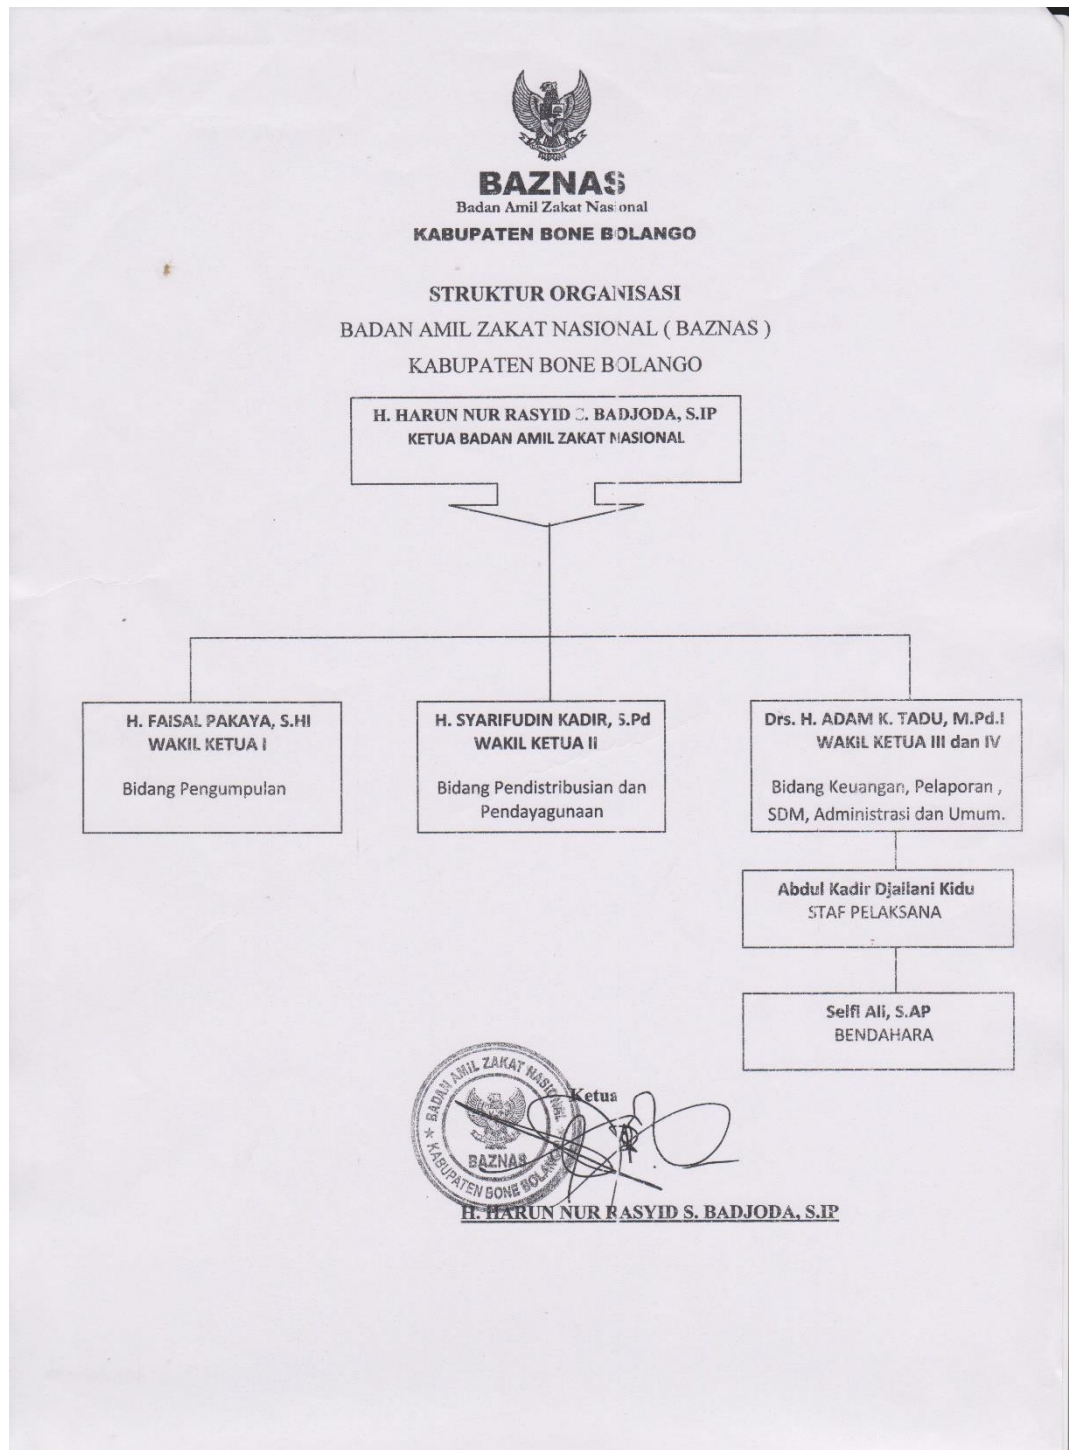 BAZNAS
Badan Amil Zakat Nasional
KABUPATEN BONE BOLANGO
STRUKTUR ORGANISASI
BADAN AMIL ZAKAT NASIONAL ( BAZNAS )
KABUPATEN BONE BOLANGO
H. HARUN NUR RASYID S. BADJODA, S.IP
KETUA BADAN AMIL ZAKAT NASIONAL
H. FAISAL PAKAYA, S.HI
WAKIL KETUA I
Bidang Pengumpulan
H. SYARIFUDIN KADIR, S.Pd
WAKIL KETUA Ii
Bidang Pendistribusian dan
Pendayagunaan
Drs. H. ADAM K. TADU, M.Pd.I
WAKIL KETUA III dan IV
Bidang Keuangan, Pelaporan ,
SDM, Administrasi dan Umum.
Abdul Kadir Djailani Kidu
STAF PELAKSANA
Selfi Ali, S.AP
BENDAHARA
BADAN AMIL ZAKAT NASIONAL
BAZNAS
KABUPATEN BONE BOLANGO
Ketua
H. HARUN NUR RASYID S. BADJODA, S.IP